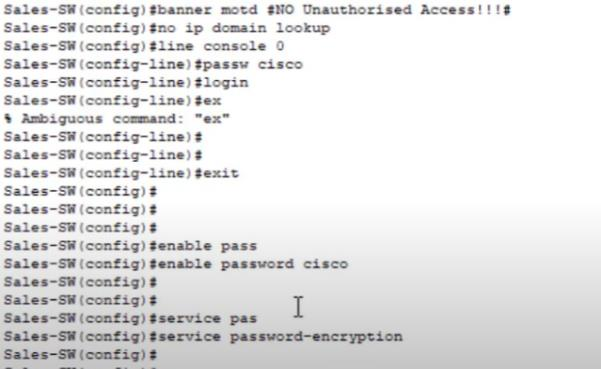 Sales-SW(config)#banner motd #NO Unauthorised Access!!!#
Sales-SW(config)#no ip domain lookup
Sales-SW(config)#line console 0
Sales-SW(config-line)#passw cisco
Sales-SW(config-line)#login
Sales-SW(config-line)#ex
% Ambiguous command: "ex"
Sales-SW(config-line)#
Sales-SW(config-line)#
Sales-SW(config-line)#exit
Sales-SW(config)#
Sales-SW(config)#
Sales-SW(config)#
Sales-SW(config)#enable pass
Sales-SW(config)#enable password cisco
Sales-SW(config)#
Sales-SW(config)#
Sales-SW(config)#service pas
Sales-SW(config)#service password-encryption
Sales-SW(config)#